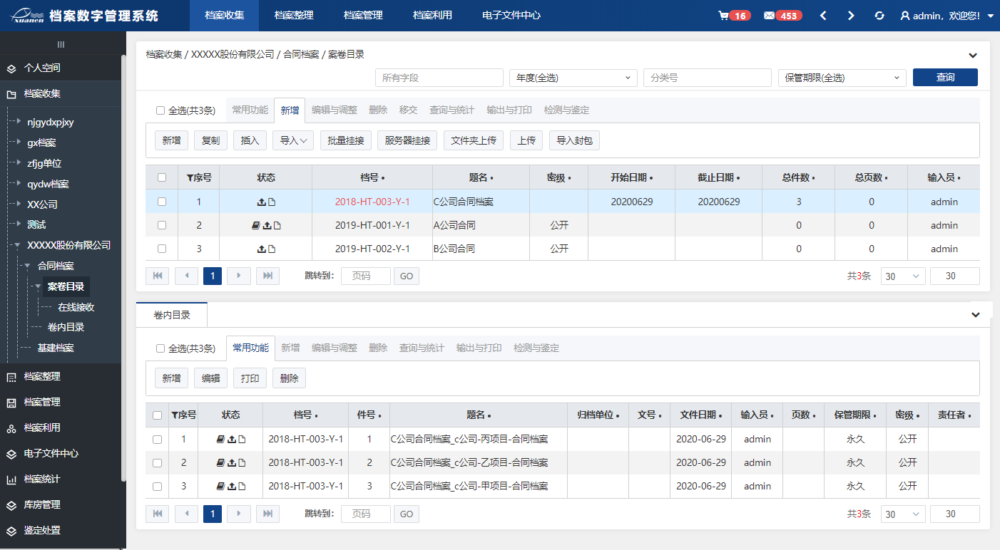 xuanen 档案数字管理系统 档案收集 档案整理 档案管理 档案利用 电子文件中心 16 453 admin，欢迎您!
个人空间
档案收集
njgydxpjxy
gx档案
zfjg单位
qydw档案
XX公司
测试
XXXXX股份有限公司
合同档案
案卷目录
在线接收
卷内目录
基建档案
档案整理
档案管理
档案利用
电子文件中心
档案统计
库房管理
鉴定处置
档案收集 / XXXXX股份有限公司 / 合同档案 / 案卷目录
所有字段 年度(全选) 分类号 保管期限(全选) 查询
全选(共3条) 常用功能 新增 编辑与调整 删除 移交 查询与统计 输出与打印 检测与鉴定
新增 复制 插入 导入 批量挂接 服务器挂接 文件夹上传 上传 导入封包
序号 状态 档号 题名 密级 开始日期 截止日期 总件数 总页数 输入员
1 2018-HT-003-Y-1 C公司合同档案 20200629 20200629 3 0 admin
2 2019-HT-001-Y-1 A公司合同 公开 0 0 admin
3 2019-HT-002-Y-1 B公司合同 公开 0 0 admin
1 跳转到： 页码 GO 共3条 30 30
卷内目录
全选(共3条) 常用功能 新增 编辑与调整 删除 查询与统计 输出与打印 检测与鉴定
新增 编辑 打印 删除
序号 状态 档号 件号 题名 归档单位 文号 文件日期 输入员 页数 保管期限 密级 责任者
1 2018-HT-003-Y-1 1 C公司合同档案_c公司-丙项目-合同档案 2020-06-29 admin 永久 公开
2 2018-HT-003-Y-1 2 C公司合同档案_c公司-乙项目-合同档案 2020-06-29 admin 永久 公开
3 2018-HT-003-Y-1 3 C公司合同档案_c公司-甲项目-合同档案 2020-06-29 admin 永久 公开
1 跳转到： 页码 GO 共3条 30 30